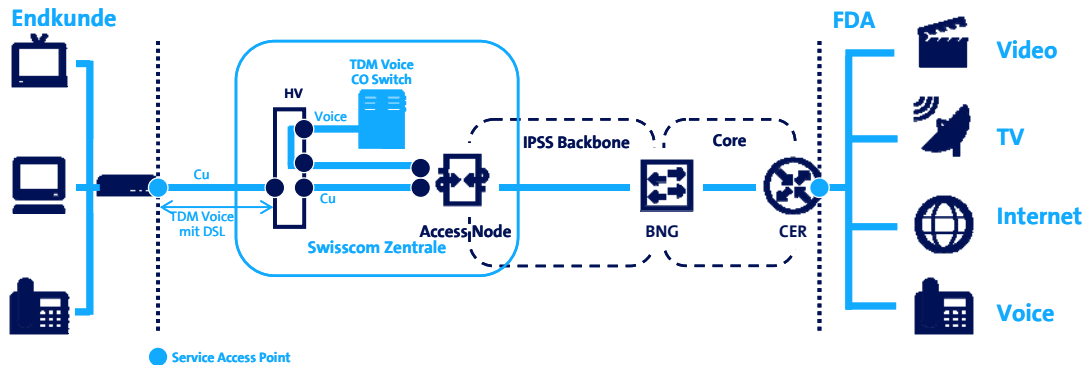 Endkunde
FDA
TDM Voice
CO Switch
HV
Voice
Video
IPSS Backbone
Core
TV
Cu
Cu
TDM Voice
mit DSL
Access Node
BNG
CER
Internet
Swisscom Zentrale
Voice
Service Access Point